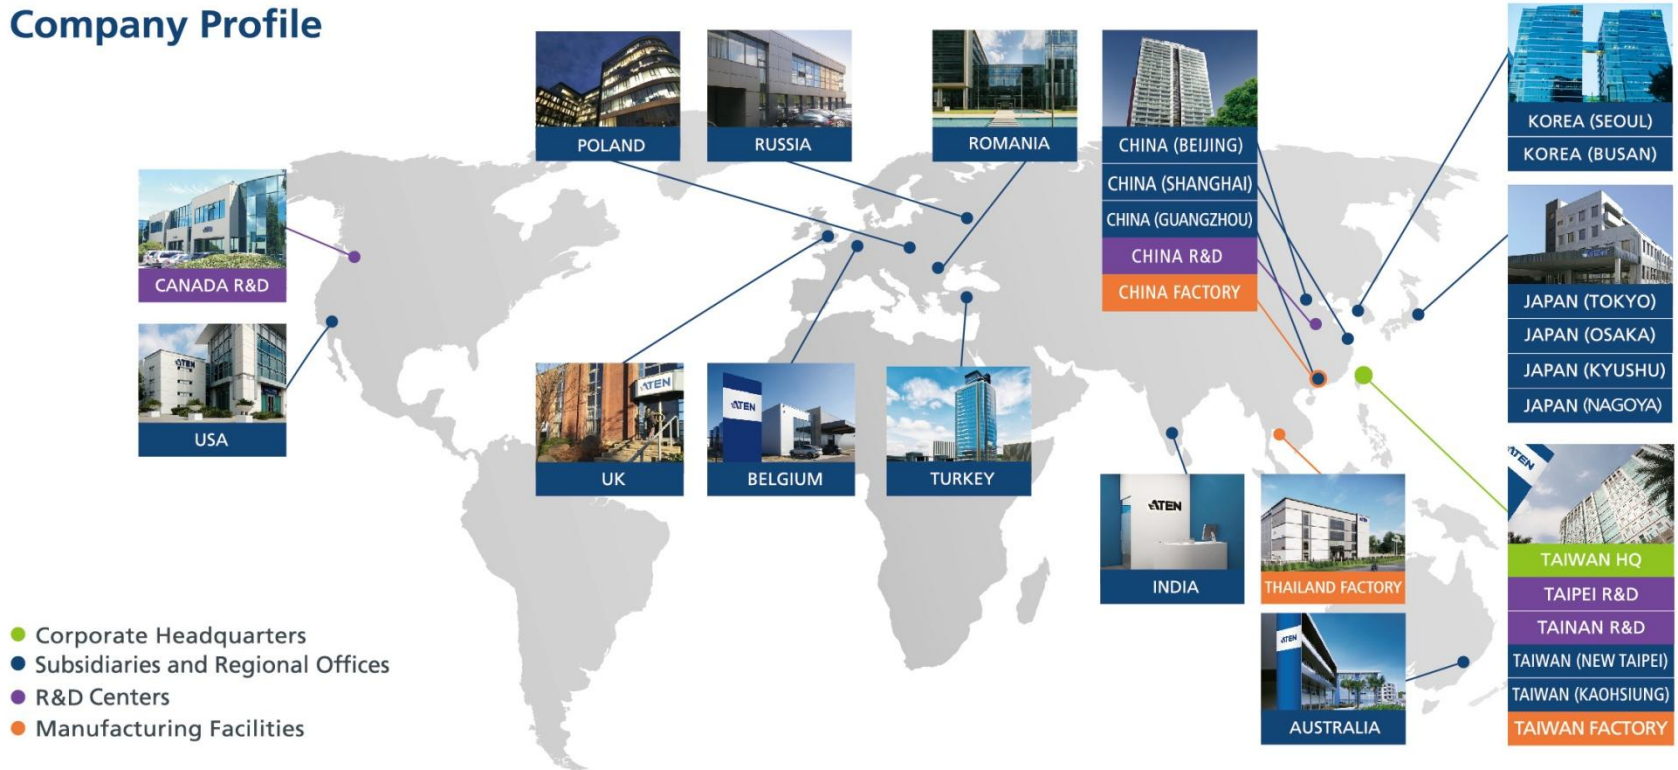 Company Profile
POLAND
RUSSIA
ROMANIA
CHINA (BEIJING)
CHINA (SHANGHAI)
CHINA (GUANGZHOU)
CHINA R&D
CHINA FACTORY
KOREA (SEOUL)
KOREA (BUSAN)
CANADA R&D
JAPAN (TOKYO)
JAPAN (OSAKA)
JAPAN (KYUSHU)
JAPAN (NAGOYA)
ATEN
USA
ATEN
UK
ATEN
BELGIUM
TURKEY
ATEN
INDIA
ATEN
THAILAND FACTORY
ATEN
AUSTRALIA
ATEN
TAIWAN HQ
TAIPEI R&D
TAINAN R&D
TAIWAN (NEW TAIPEI)
TAIWAN (KAOHSIUNG)
TAIWAN FACTORY
Corporate Headquarters
Subsidiaries and Regional Offices
R&D Centers
Manufacturing Facilities